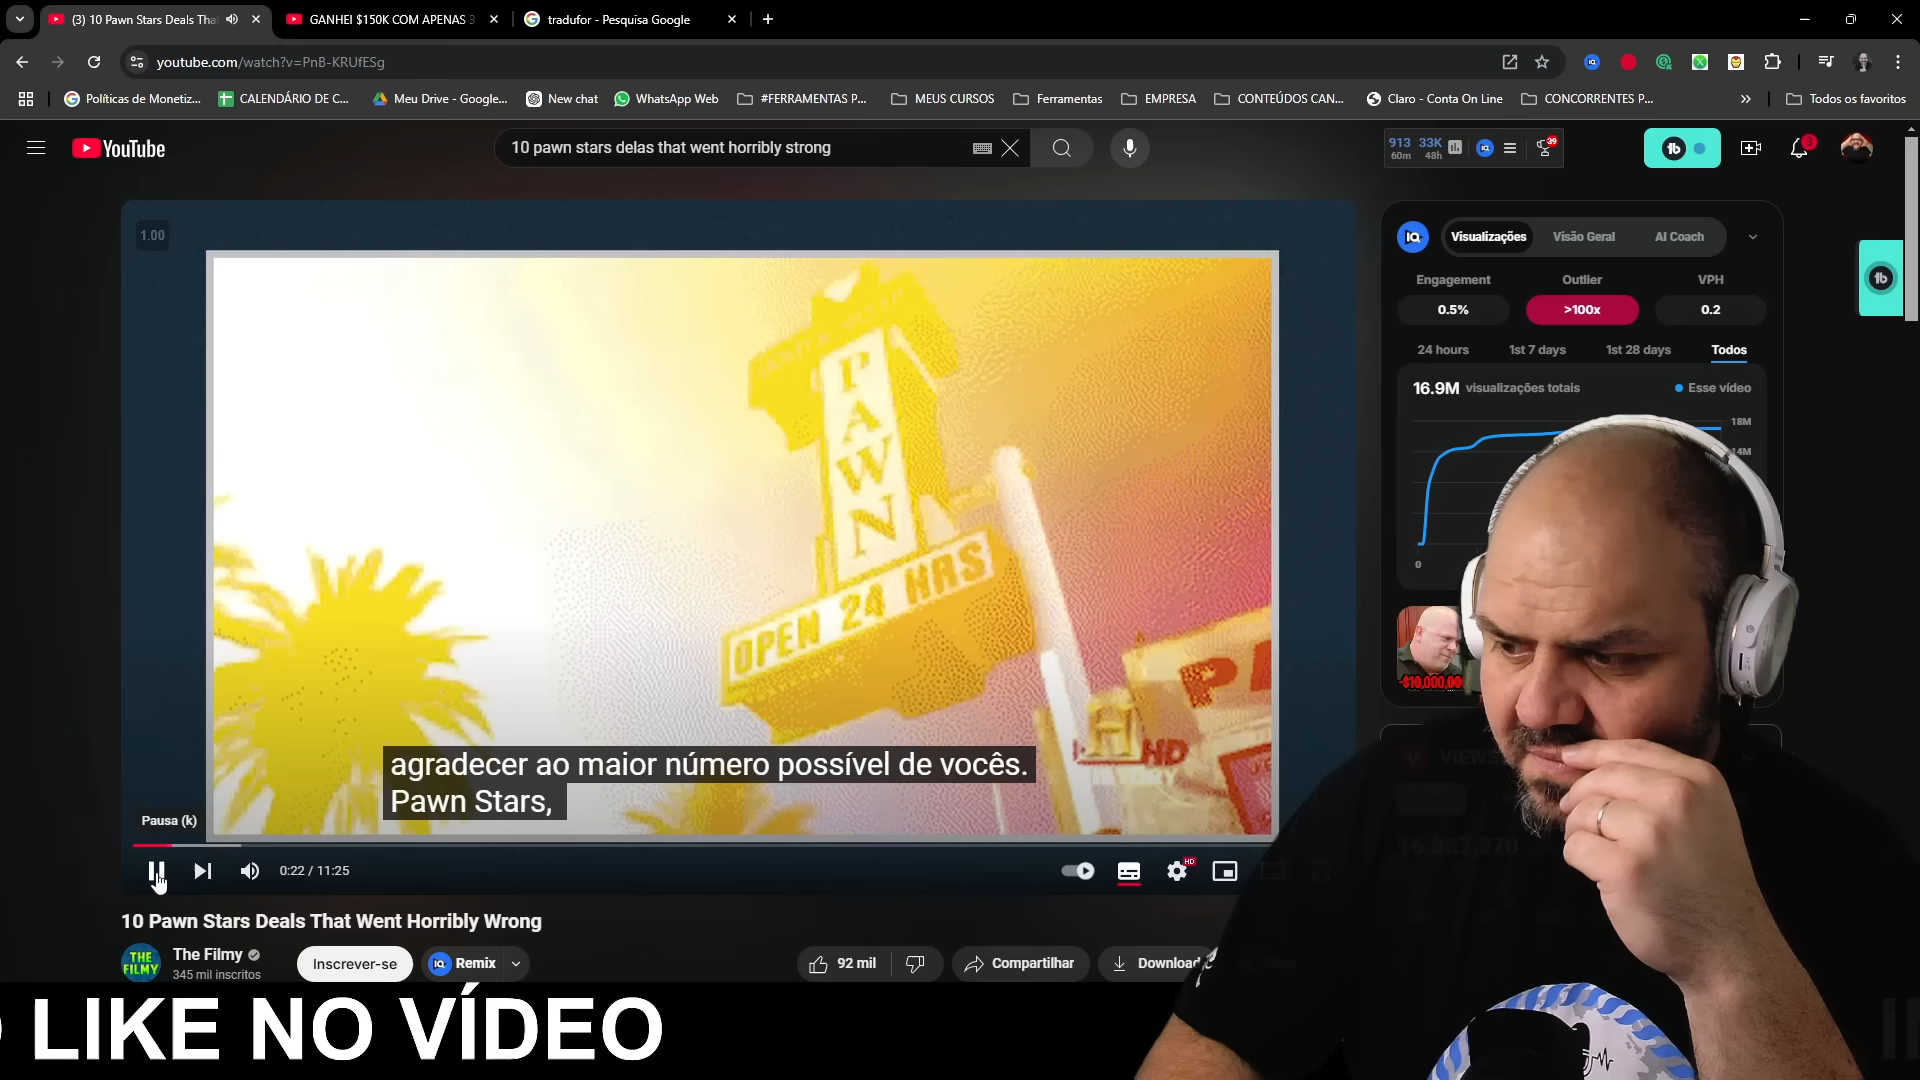 (3) 10 Pawn Stars Deals Tha
GANHEI $150K COM APENAS 3
tradufor - Pesquisa Google
youtube.com/watch?v=PnB-KRUfESg
Políticas de Monetiz...
CALENDÁRIO DE C...
Meu Drive - Google...
New chat
WhatsApp Web
#FERRAMENTAS P...
MEUS CURSOS
Ferramentas
EMPRESA
CONTEÚDOS CAN...
Claro - Conta On Line
CONCORRENTES P...
Todos os favoritos
YouTube
10 pawn stars delas that went horribly strong
913 33K
60m 48h
39
3
1.00
Visualizações
Visão Geral
AI Coach
Engagement
Outlier
VPH
0.5%
>100x
0.2
24 hours
1st 7 days
1st 28 days
Todos
16.9M visualizações totais
Esse vídeo
18M
14M
0
PAWN
OPEN 24 HRS
HD
-$10,000,00
agradecer ao maior número possível de vocês.
Pawn Stars,
Pausa (k)
0:22 / 11:25
HD
10 Pawn Stars Deals That Went Horribly Wrong
THE FILMY
The Filmy
345 mil inscritos
Inscrever-se
Remix
92 mil
Compartilhar
Download
LIKE NO VÍDEO